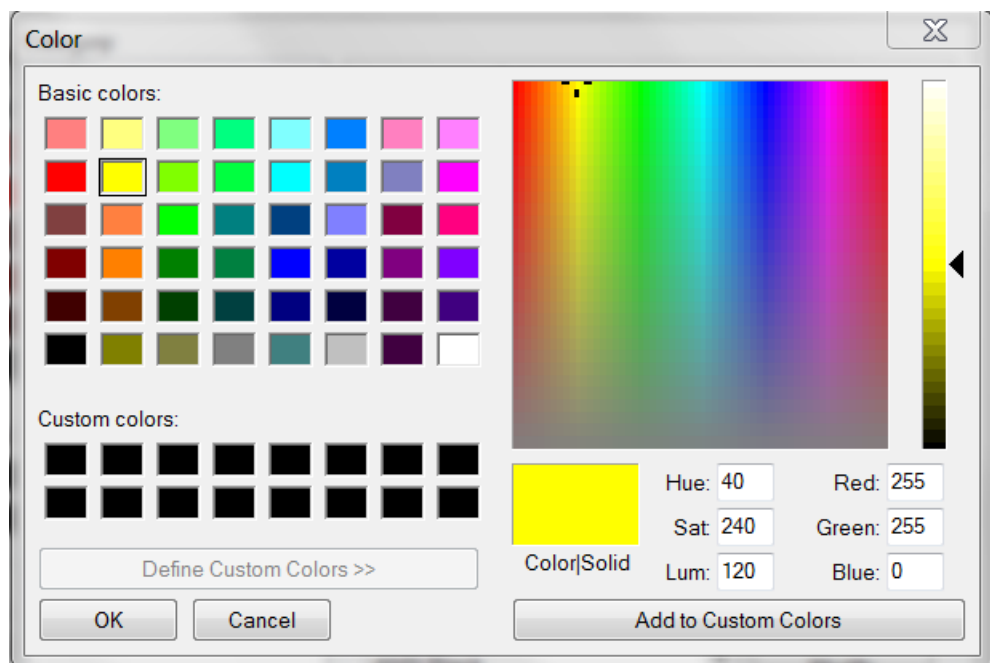 Color
Basic colors:
Custom colors:
Define Custom Colors >>
OK
Cancel
Color|Solid
Hue: 40
Sat: 240
Lum: 120
Red: 255
Green: 255
Blue: 0
Add to Custom Colors